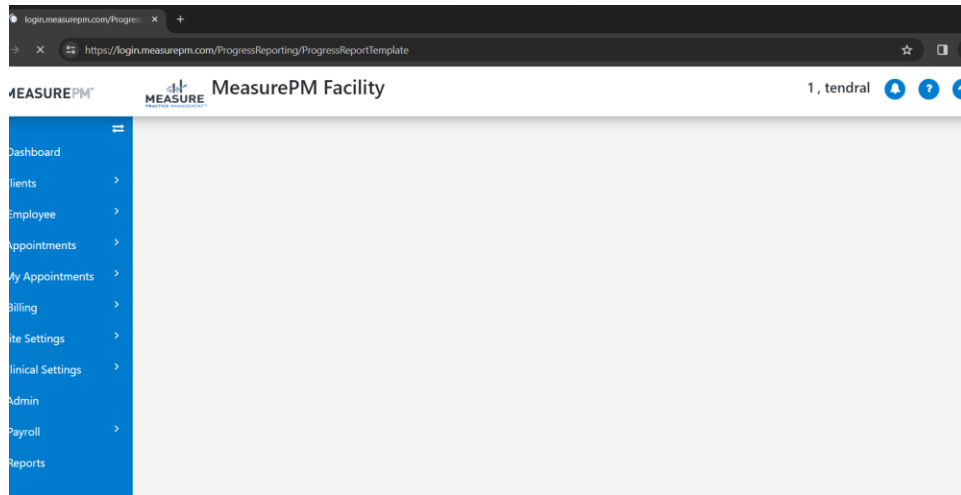 login.measurepm.com/Progres
https://login.measurepm.com/ProgressReporting/ProgressReportTemplate
MEASUREPM
MEASURE
PRACTICE MANAGEMENT
MeasurePM Facility
1 , tendral
Dashboard
lients
Employee
Appointments
My Appointments
Billing
ite Settings
linical Settings
Admin
Payroll
Reports